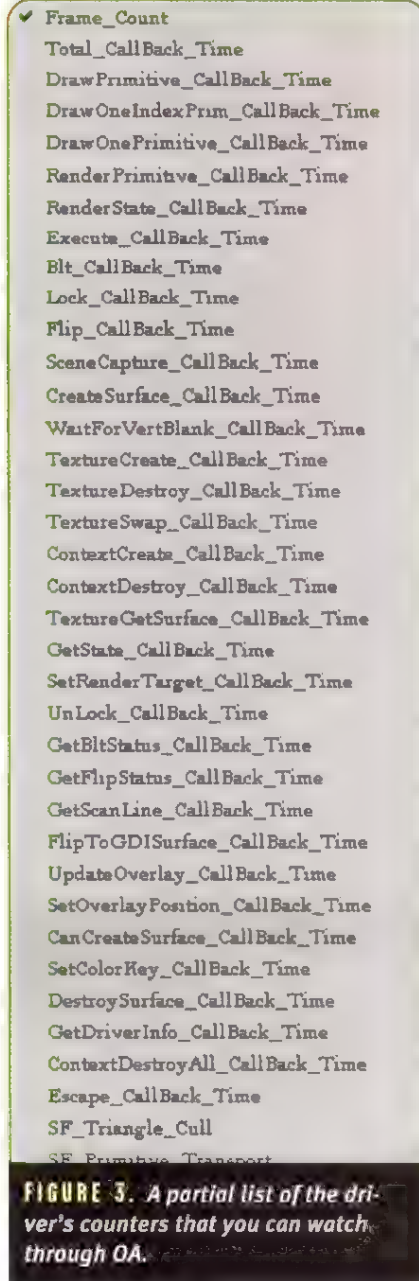 ✔ Frame_Count
Total_CallBack_Time
DrawPrimitive_CallBack_Time
DrawOneIndexPrim_CallBack_Time
DrawOnePrimitive_CallBack_Time
RenderPrimitive_CallBack_Time
RenderState_CallBack_Time
Execute_CallBack_Time
Blt_CallBack_Time
Lock_CallBack_Time
Flip_CallBack_Time
SceneCapture_CallBack_Time
CreateSurface_CallBack_Time
WaitForVertBlank_CallBack_Time
TextureCreate_CallBack_Time
TextureDestroy_CallBack_Time
TextureSwap_CallBack_Time
ContextCreate_CallBack_Time
ContextDestroy_CallBack_Time
TextureGetSurface_CallBack_Time
GetState_CallBack_Time
SetRenderTarget_CallBack_Time
UnLock_CallBack_Time
GetBltStatus_CallBack_Time
GetFlipStatus_CallBack_Time
GetScanLine_CallBack_Time
FlipToGDISurface_CallBack_Time
UpdateOverlay_CallBack_Time
SetOverlayPosition_CallBack_Time
CanCreateSurface_CallBack_Time
SetColorKey_CallBack_Time
DestroySurface_CallBack_Time
GetDriverInfo_CallBack_Time
ContextDestroyAll_CallBack_Time
Escape_CallBack_Time
SF_Triangle_Cull
SF_Primitive_Transport
FIGURE 3. A partial list of the dri-
ver's counters that you can watch
through OA.